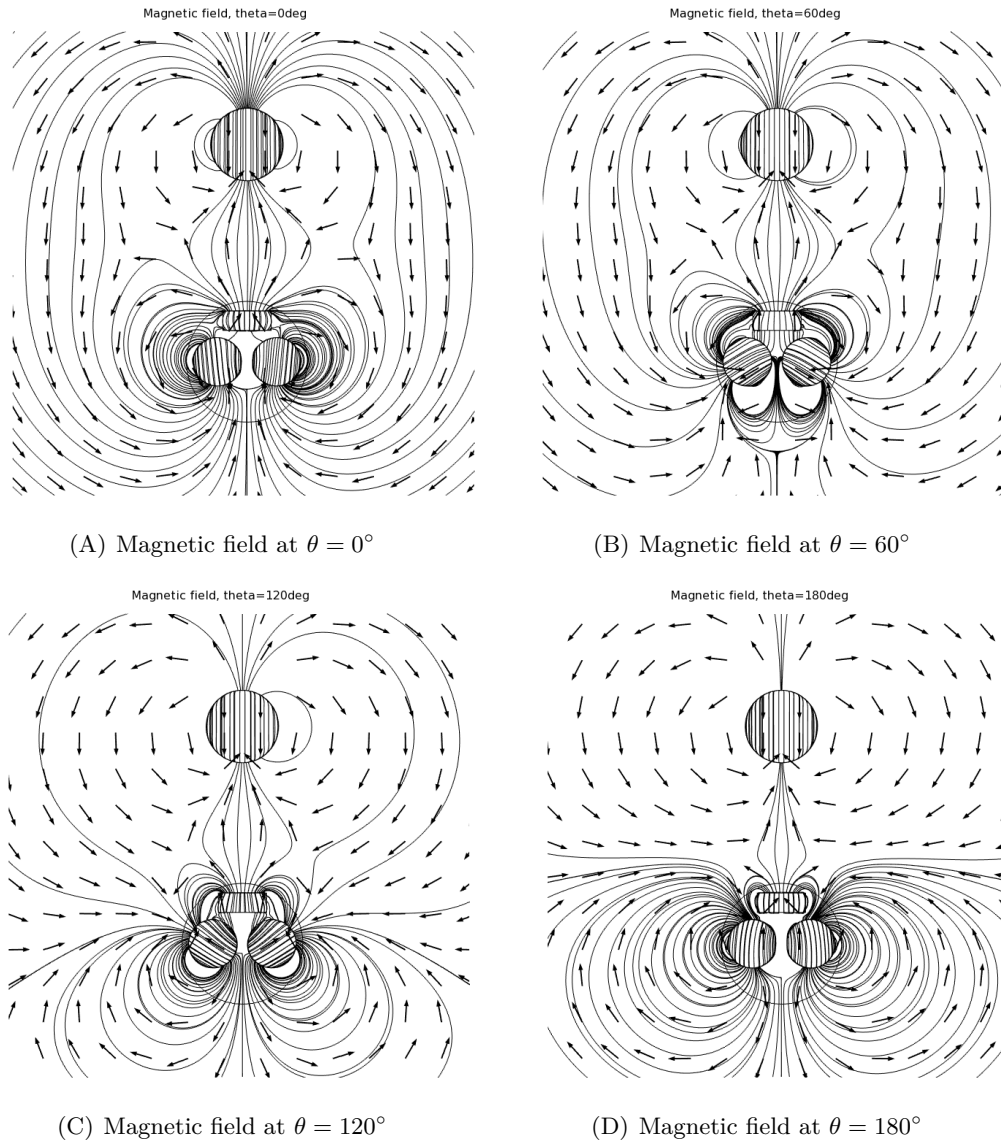 Magnetic field, theta=0deg
Magnetic field, theta=60deg
(A) Magnetic field at θ = 0°
(B) Magnetic field at θ = 60°
Magnetic field, theta=120deg
Magnetic field, theta=180deg
(C) Magnetic field at θ = 120°
(D) Magnetic field at θ = 180°